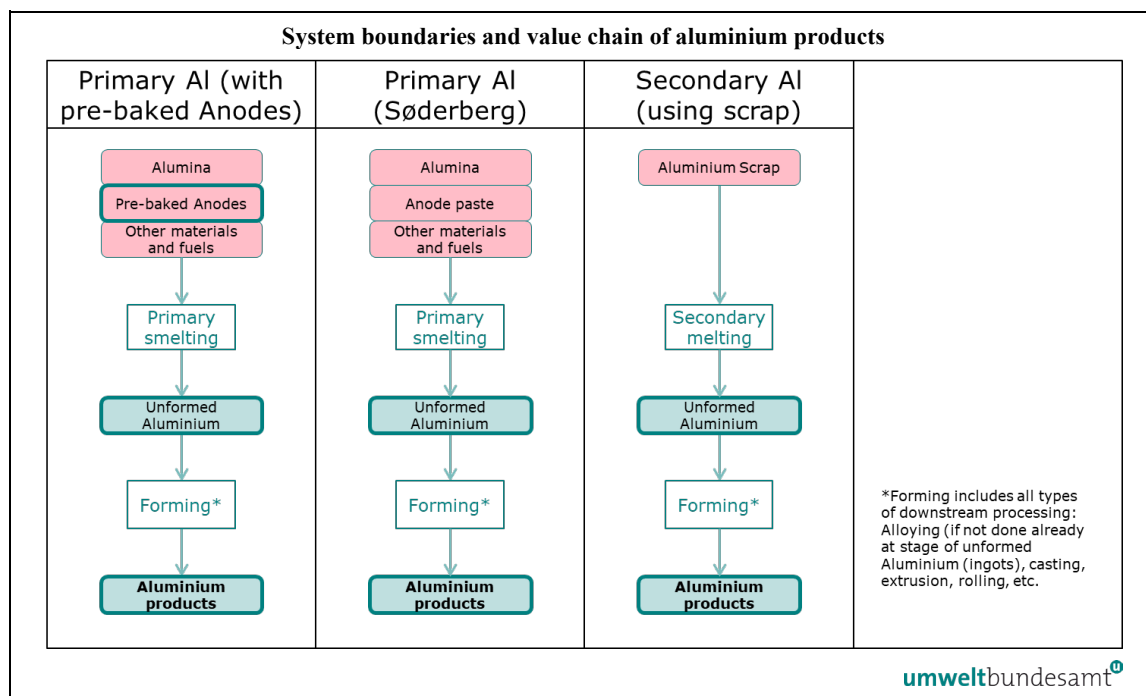 System boundaries and value chain of aluminium products
Primary Al (with
pre-baked Anodes)
Alumina
Pre-baked Anodes
Other materials
and fuels
Primary
smelting
Unformed
Aluminium
Forming*
Aluminium
products
Primary Al
(Søderberg)
Alumina
Anode paste
Other materials
and fuels
Primary
smelting
Unformed
Aluminium
Forming*
Aluminium
products
Secondary Al
(using scrap)
Aluminium Scrap
Secondary
melting
Unformed
Aluminium
Forming*
Aluminium
products
*Forming includes all types
of downstream processing:
Alloying (if not done already
at stage of unformed
Aluminium (ingots), casting,
extrusion, rolling, etc.
umweltbundesamt
u